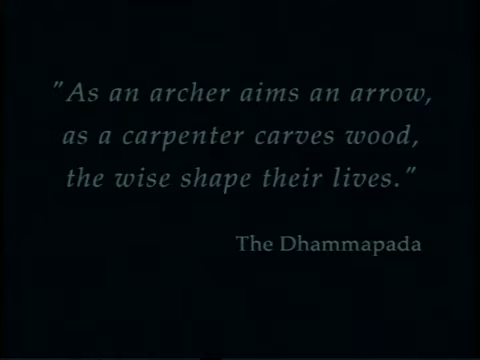 "As an archer aims an arrow,
as a carpenter carves wood,
the wise shape their lives."
The Dhammapada